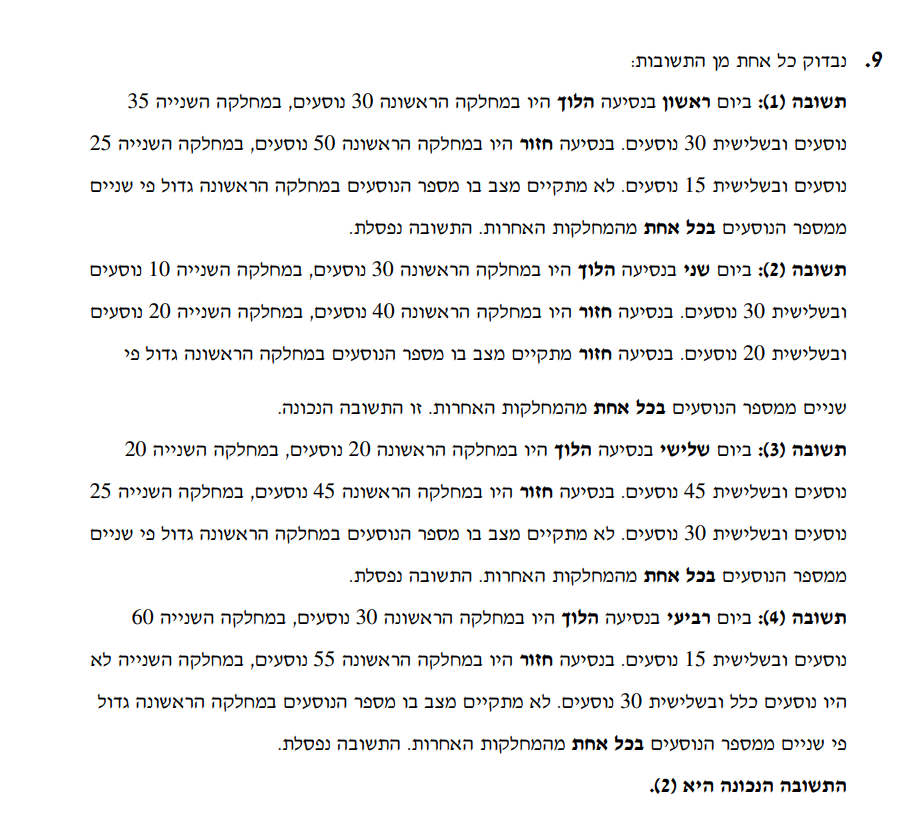 9. נבדוק כל אחת מן התשובות:
תשובה (1): ביום ראשון בנסיעה הלוך היו במחלקה הראשונה 30 נוסעים, במחלקה השנייה 35
נוסעים ובשלישית 30 נוסעים. בנסיעה חזור היו במחלקה הראשונה 50 נוסעים, במחלקה השנייה 25
נוסעים ובשלישית 15 נוסעים. לא מתקיים מצב בו מספר הנוסעים במחלקה הראשונה גדול פי שניים
ממספר הנוסעים בכל אחת מהמחלקות האחרות. התשובה נפסלת.
תשובה (2): ביום שני בנסיעה הלוך היו במחלקה הראשונה 30 נוסעים, במחלקה השנייה 10 נוסעים
ובשלישית 30 נוסעים. בנסיעה חזור היו במחלקה הראשונה 40 נוסעים, במחלקה השנייה 20 נוסעים
ובשלישית 20 נוסעים. בנסיעה חזור מתקיים מצב בו מספר הנוסעים במחלקה הראשונה גדול פי
שניים ממספר הנוסעים בכל אחת מהמחלקות האחרות. זו התשובה הנכונה.
תשובה (3): ביום שלישי בנסיעה הלוך היו במחלקה הראשונה 20 נוסעים, במחלקה השנייה 20
נוסעים ובשלישית 45 נוסעים. בנסיעה חזור היו במחלקה הראשונה 45 נוסעים, במחלקה השנייה 25
נוסעים ובשלישית 30 נוסעים. לא מתקיים מצב בו מספר הנוסעים במחלקה הראשונה גדול פי שניים
ממספר הנוסעים בכל אחת מהמחלקות האחרות. התשובה נפסלת.
תשובה (4): ביום רביעי בנסיעה הלוך היו במחלקה הראשונה 30 נוסעים, במחלקה השנייה 60
נוסעים ובשלישית 15 נוסעים. בנסיעה חזור היו במחלקה הראשונה 55 נוסעים, במחלקה השנייה לא
היו נוסעים כלל ובשלישית 30 נוסעים. לא מתקיים מצב בו מספר הנוסעים במחלקה הראשונה גדול
פי שניים ממספר הנוסעים בכל אחת מהמחלקות האחרות. התשובה נפסלת.
התשובה הנכונה היא (2).